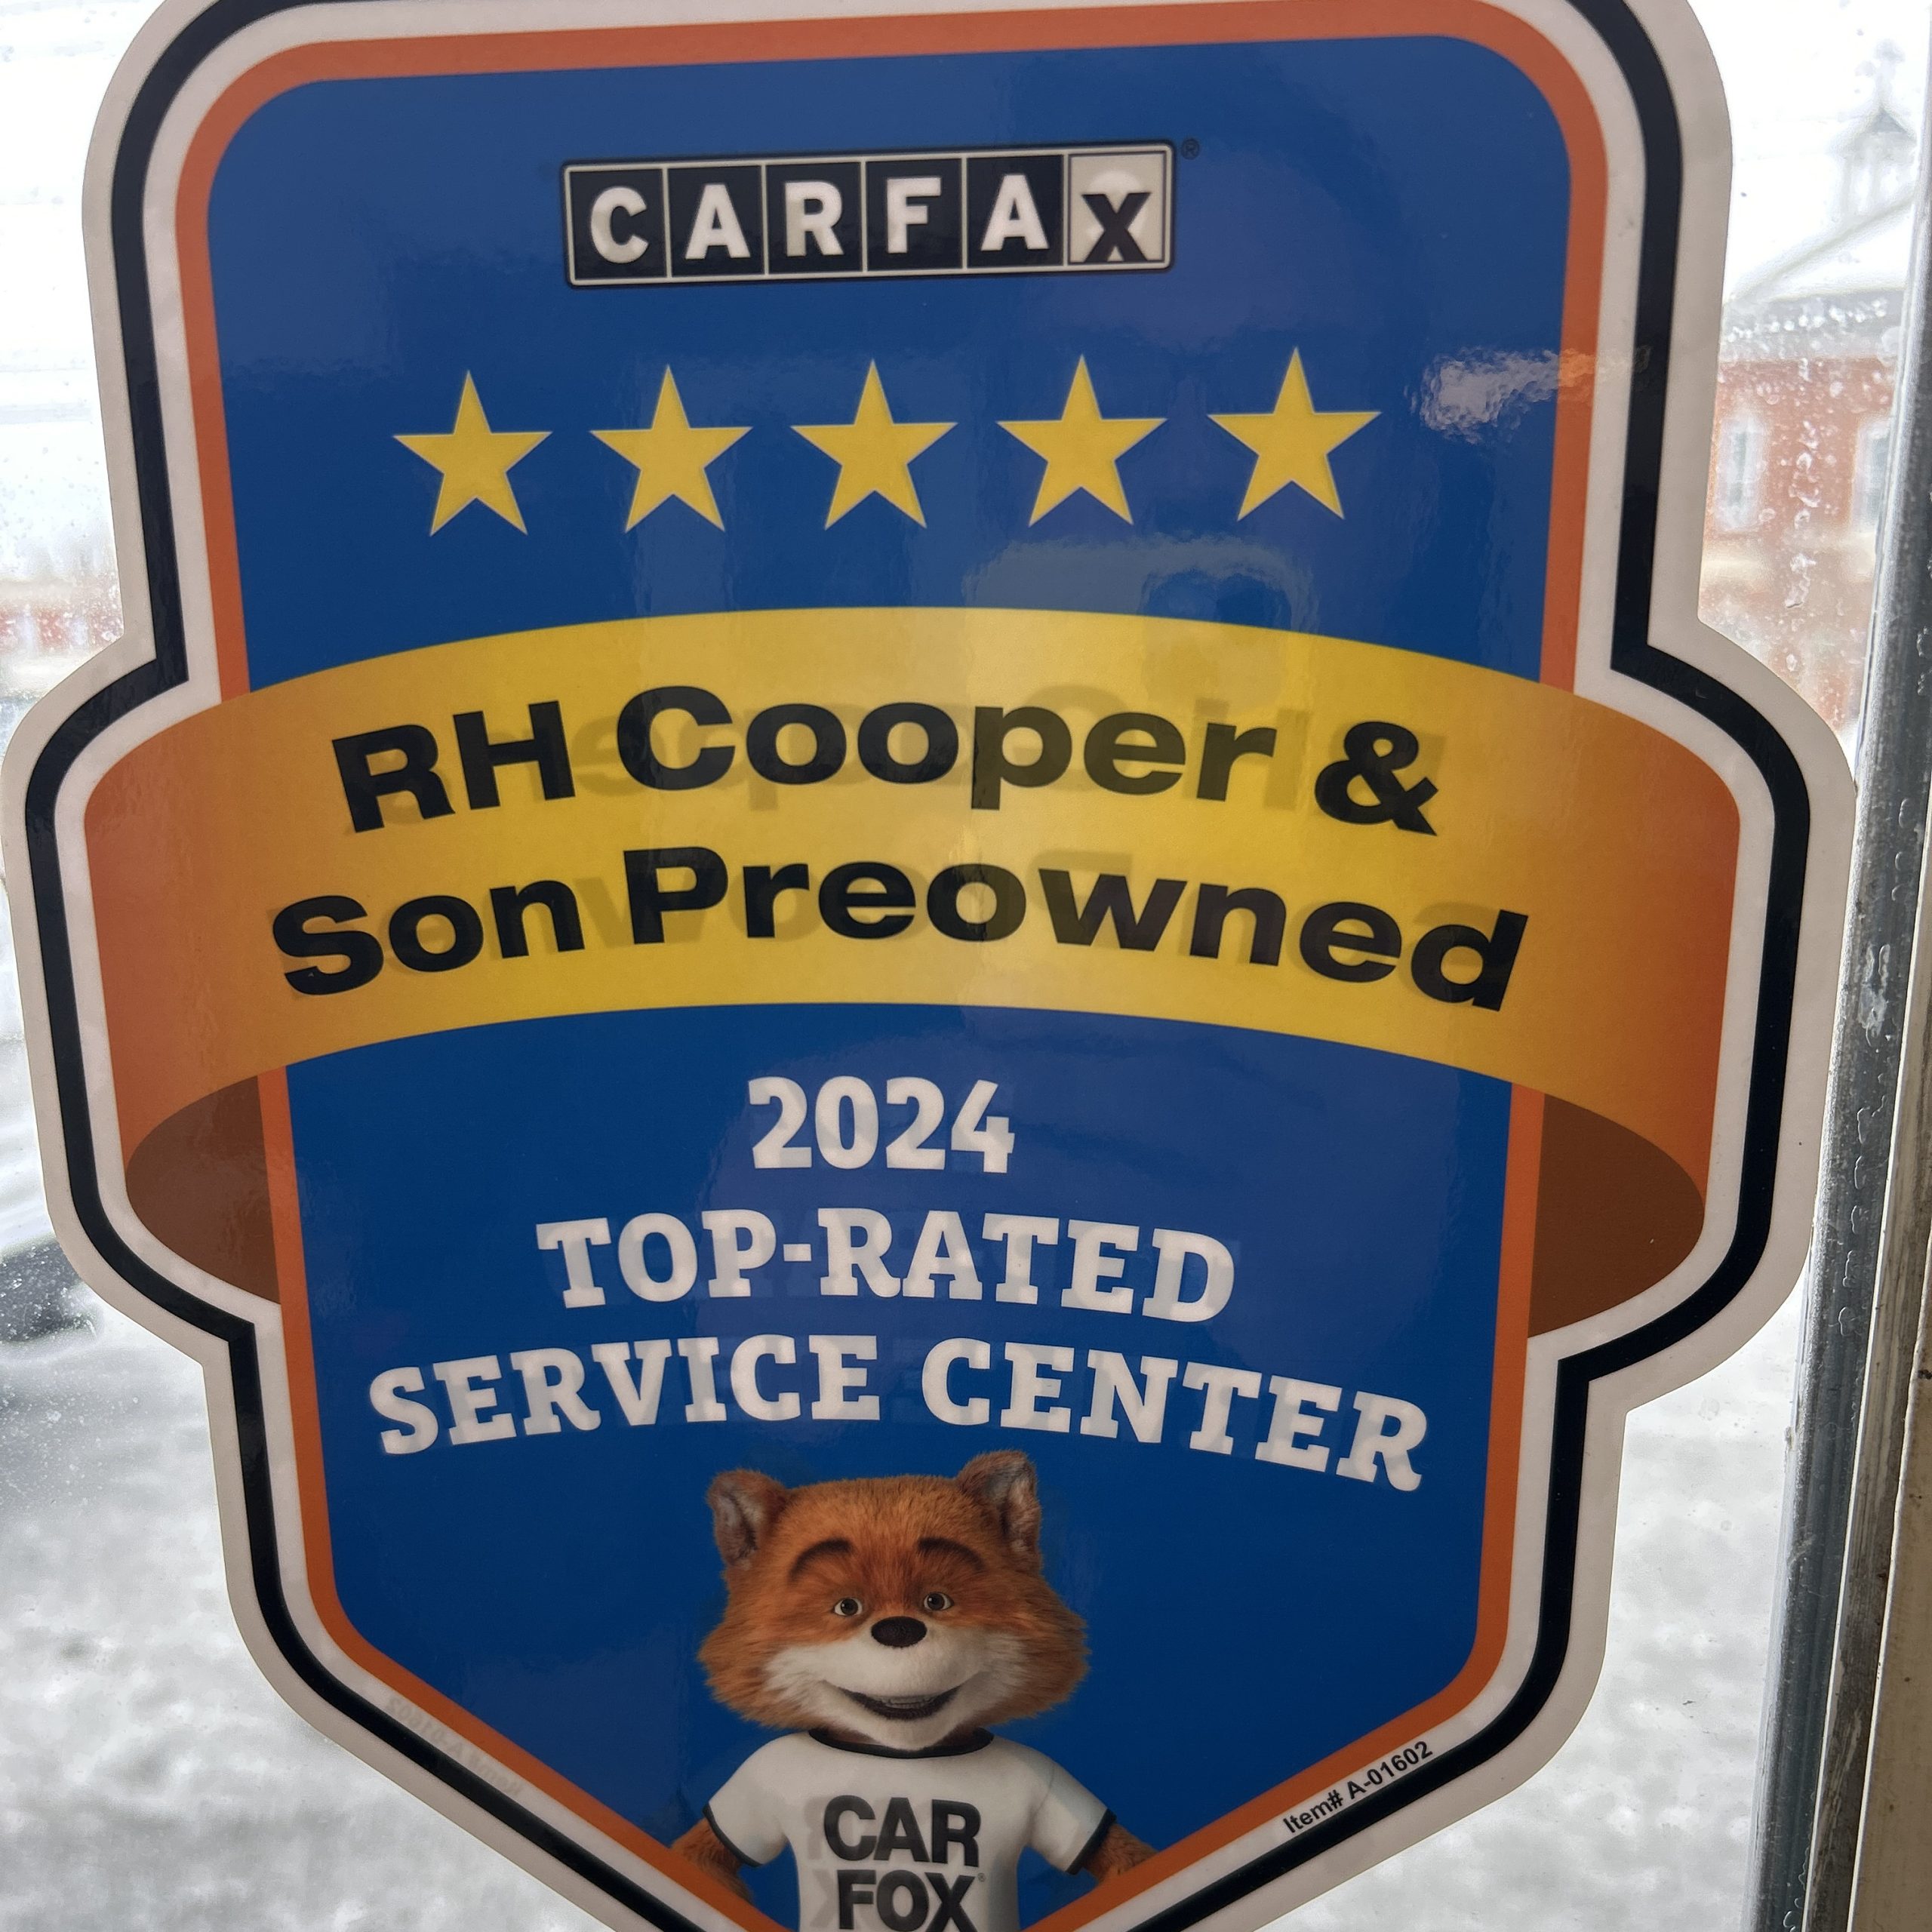 CARFAX®
RH Cooper &
Son Preowned
2024
TOP-RATED
SERVICE CENTER
CAR
FOX®
Item# A-01602